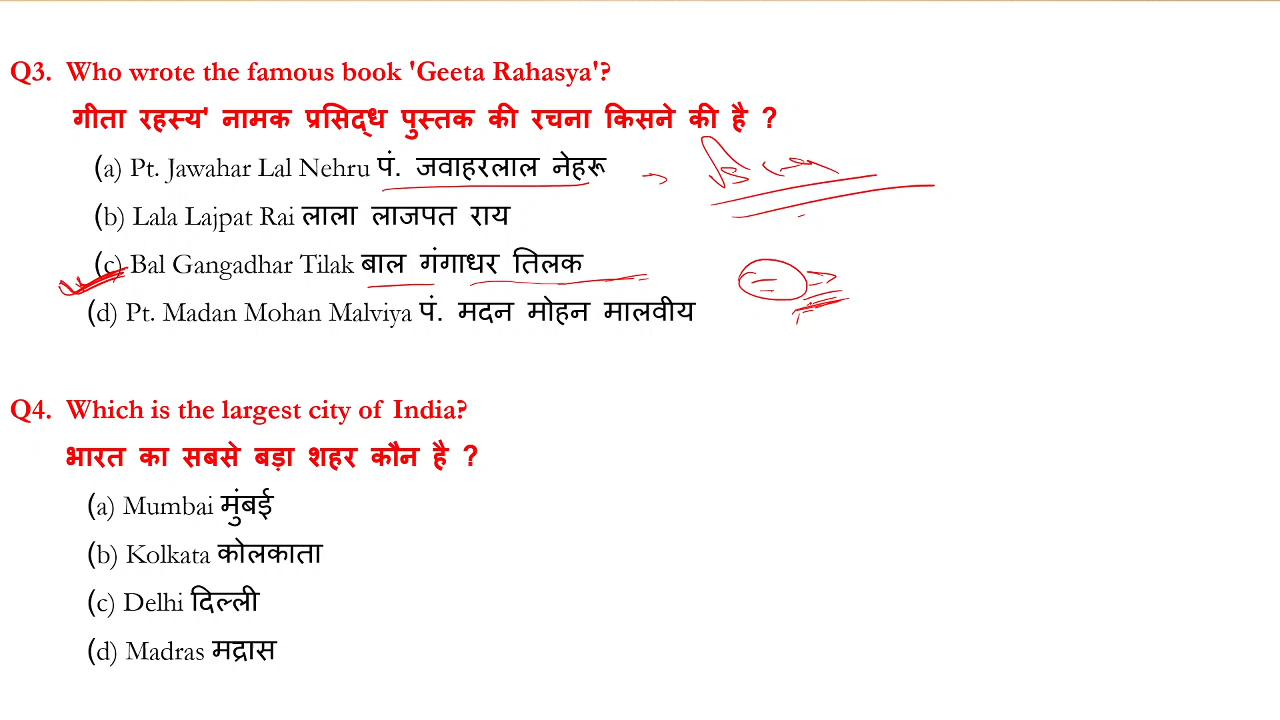 Q3. Who wrote the famous book 'Geeta Rahasya'?
गीता रहस्य' नामक प्रसिद्ध पुस्तक की रचना किसने की है ?
(a) Pt. Jawahar Lal Nehru पं. जवाहरलाल नेहरू
(b) Lala Lajpat Rai लाला लाजपत राय
(c) Bal Gangadhar Tilak बाल गंगाधर तिलक
(d) Pt. Madan Mohan Malviya पं. मदन मोहन मालवीय
Q4. Which is the largest city of India?
भारत का सबसे बड़ा शहर कौन है ?
(a) Mumbai मुंबई
(b) Kolkata कोलकाता
(c) Delhi दिल्ली
(d) Madras मद्रास